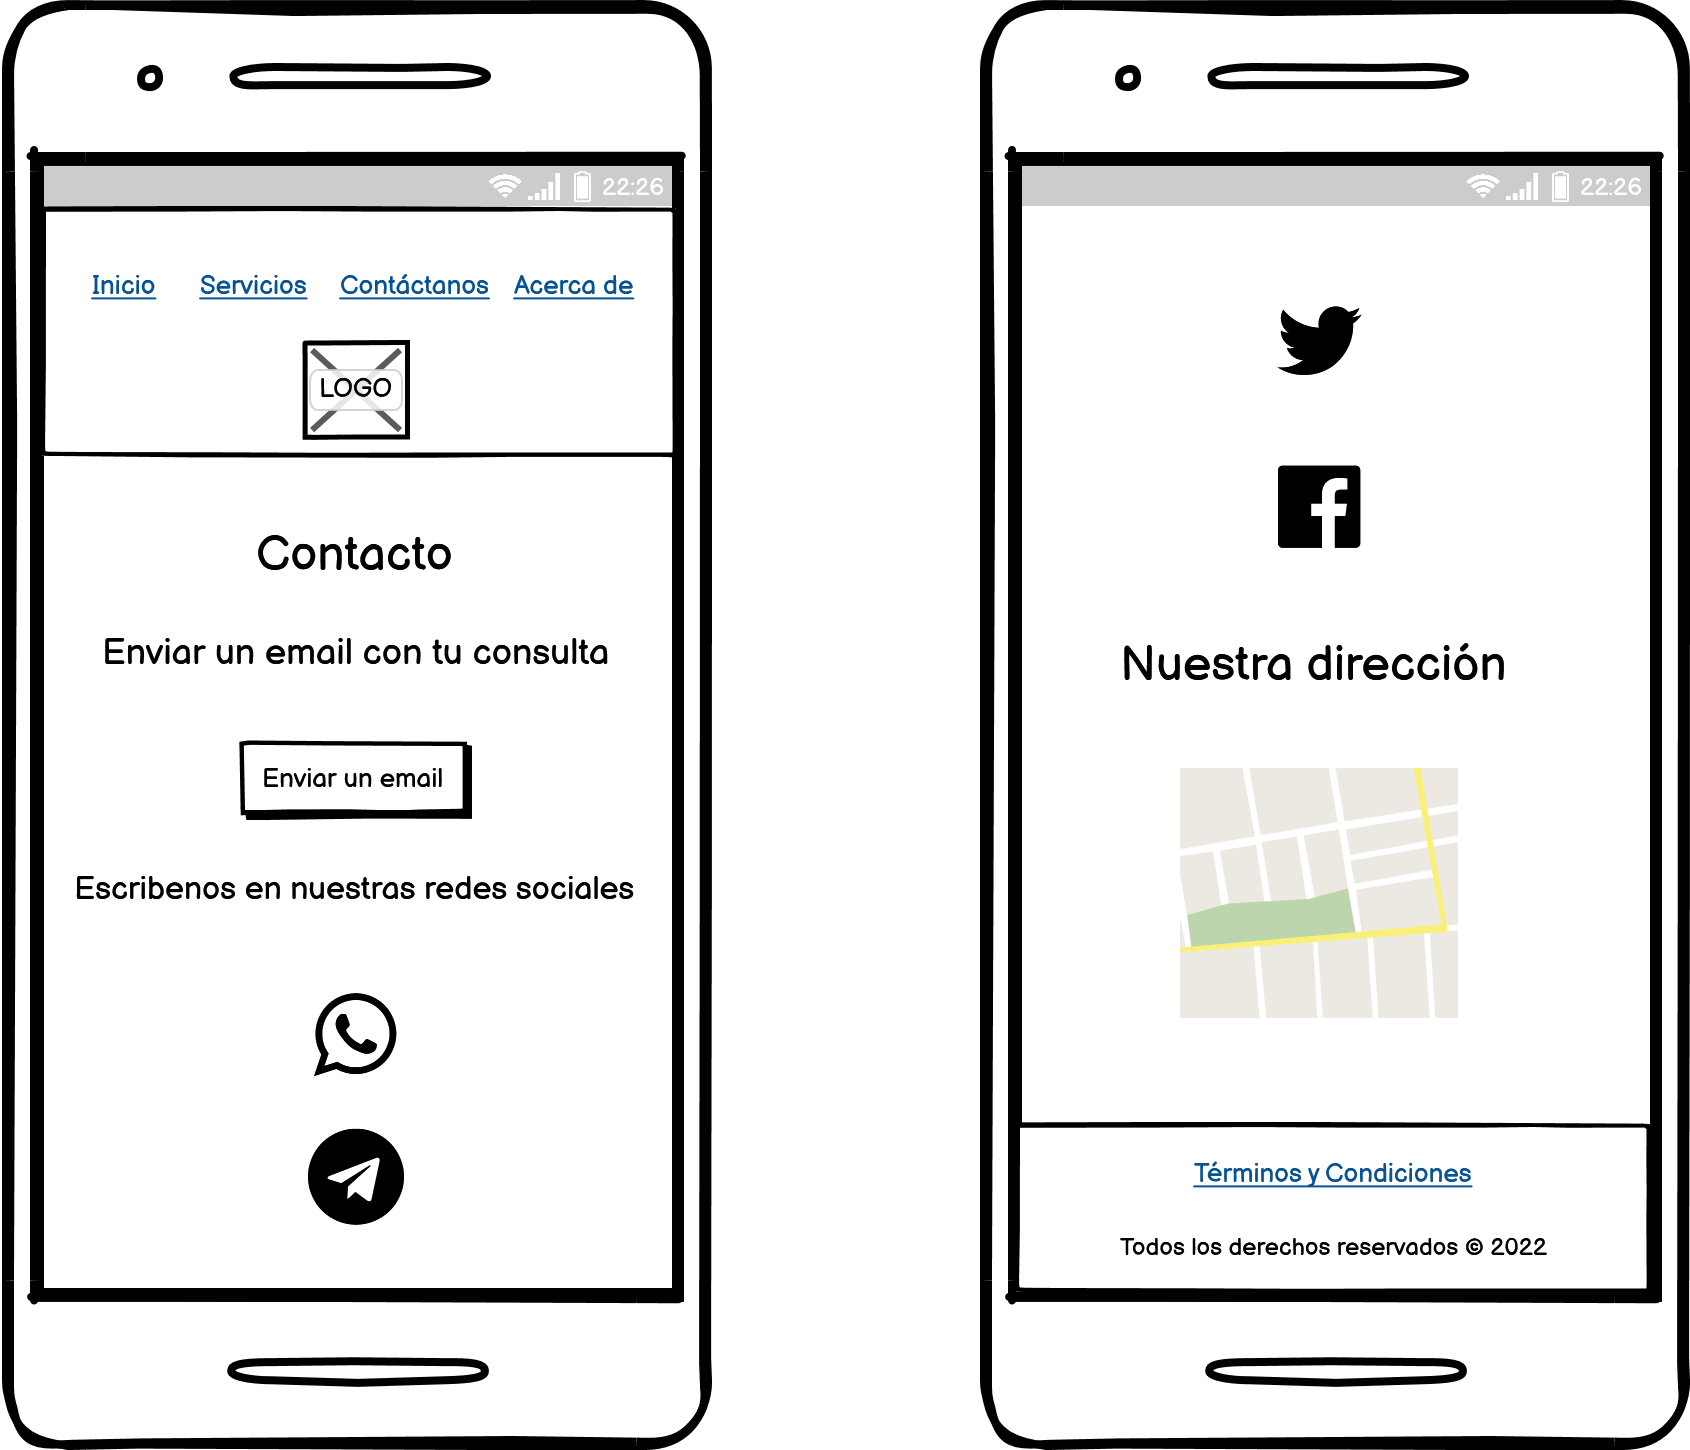 22:26
Inicio Servicios Contáctanos Acerca de
LOGO
Contacto
Enviar un email con tu consulta
Enviar un email
Escribenos en nuestras redes sociales
22:26
Nuestra dirección
Términos y Condiciones
Todos los derechos reservados © 2022